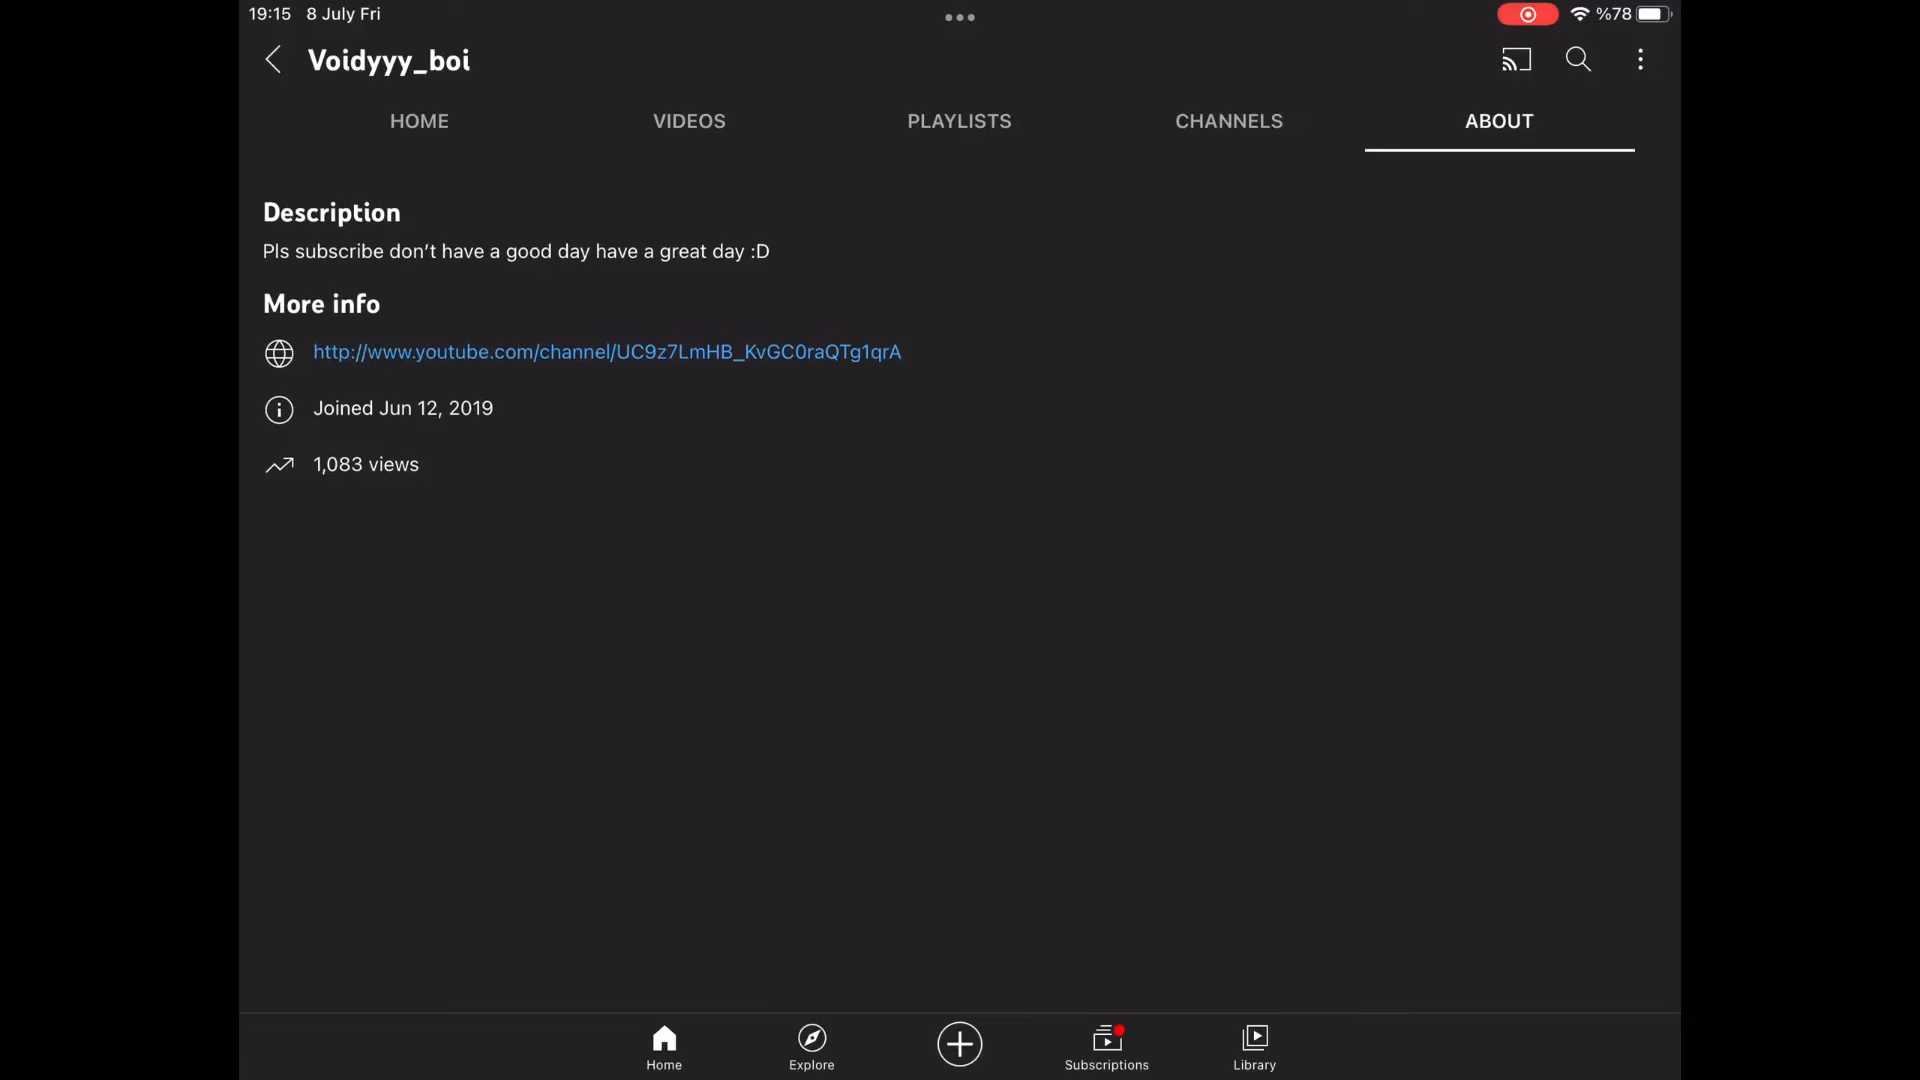 19:15 8 July Fri
%78
Voidyyy_boi
HOME VIDEOS PLAYLISTS CHANNELS ABOUT
Description
Pls subscribe don't have a good day have a great day :D
More info
http://www.youtube.com/channel/UC9z7LmHB_KvGC0raQTg1qrA
Joined Jun 12, 2019
1,083 views
Home Explore Subscriptions Library